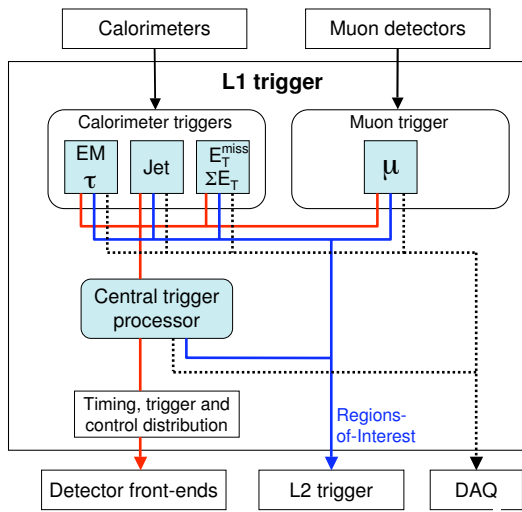 Calorimeters
Muon detectors
L1 trigger
Calorimeter triggers
Muon trigger
EM
τ
Jet
E_T^miss
ΣE_T
μ
Central trigger
processor
Timing, trigger and
control distribution
Regions-
of-Interest
Detector front-ends
L2 trigger
DAQ